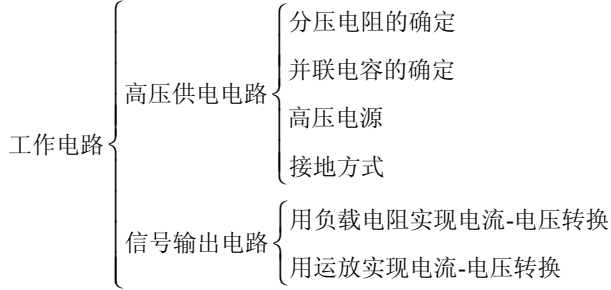 工作电路
高压供电电路
分压电阻的确定
并联电容的确定
高压电源
接地方式
信号输出电路
用负载电阻实现电流-电压转换
用运放实现电流-电压转换